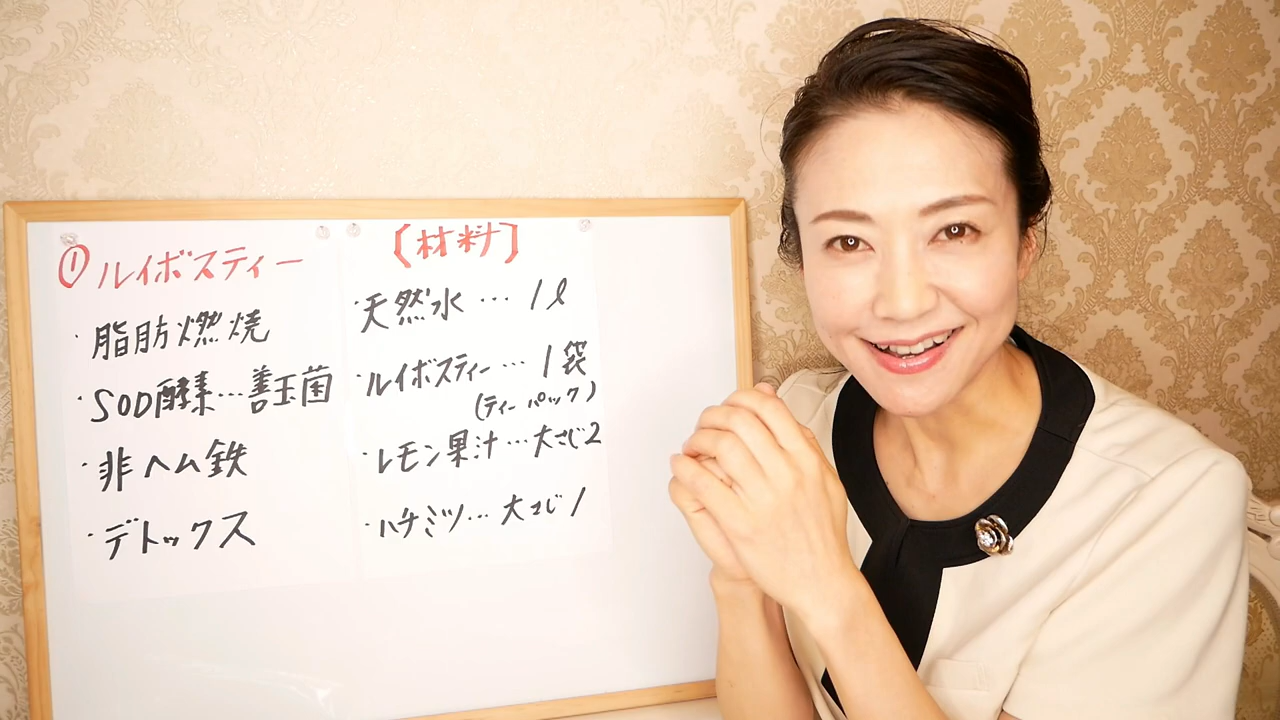 ① ルイボスティー
・脂肪燃焼
・SOD酵素…善玉菌
・非ヘム鉄
・デトックス
【材料】
・天然水…1ℓ
・ルイボスティー…1袋
(ティーパック)
・レモン果汁…大さじ2
・ハチミツ…大さじ1